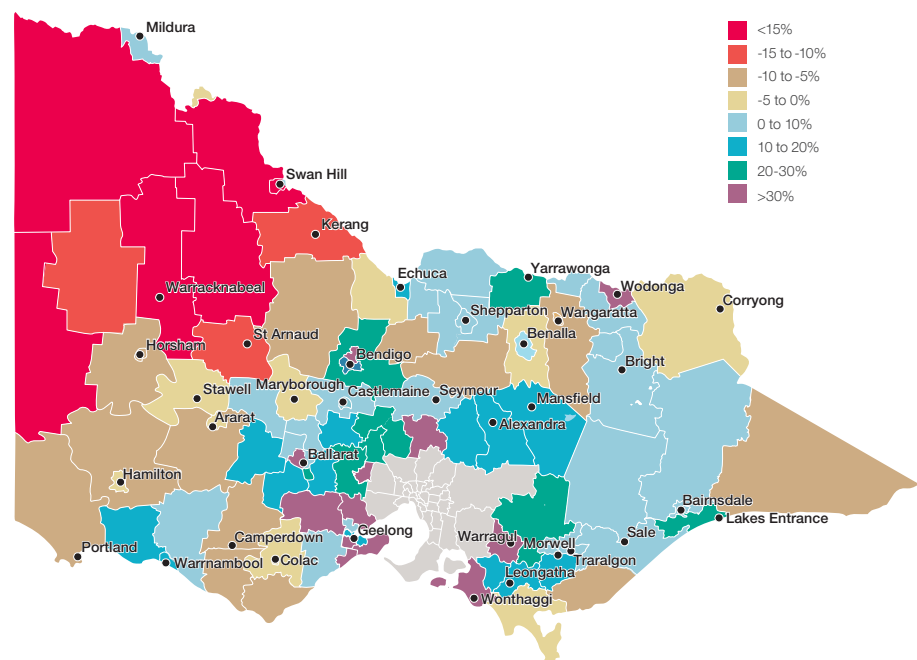 Mildura
<15%
-15 to -10%
-10 to -5%
-5 to 0%
0 to 10%
10 to 20%
20-30%
>30%
Swan Hill
Kerang
Echuca
Yarrawonga
Wodonga
Corryong
Warracknabeal
Shepparton
Wangaratta
St Arnaud
Benalla
Horsham
Bendigo
Bright
Stawell
Maryborough
Castlemaine
Seymour
Mansfield
Ararat
Alexandra
Ballarat
Hamilton
Bairnsdale
Lakes Entrance
Geelong
Camperdown
Warragul
Morwell
Sale
Portland
Warrnambool
Colac
Traralgon
Leongatha
Wonthaggi